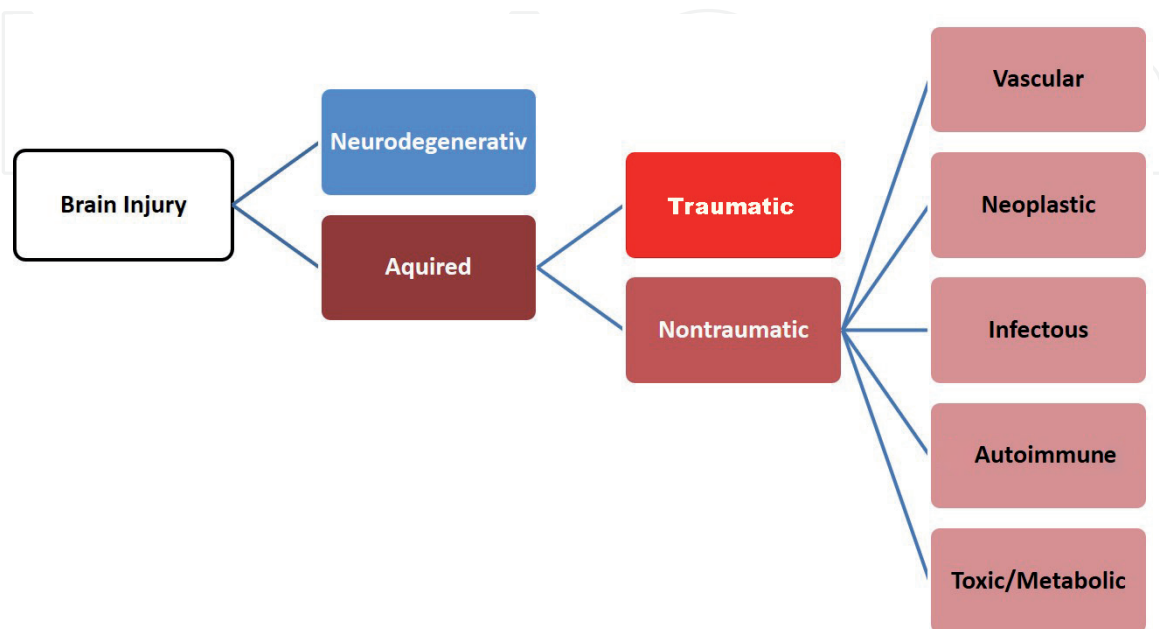 Brain Injury
Neurodegenerativ
Aquired
Traumatic
Nontraumatic
Vascular
Neoplastic
Infectous
Autoimmune
Toxic/Metabolic